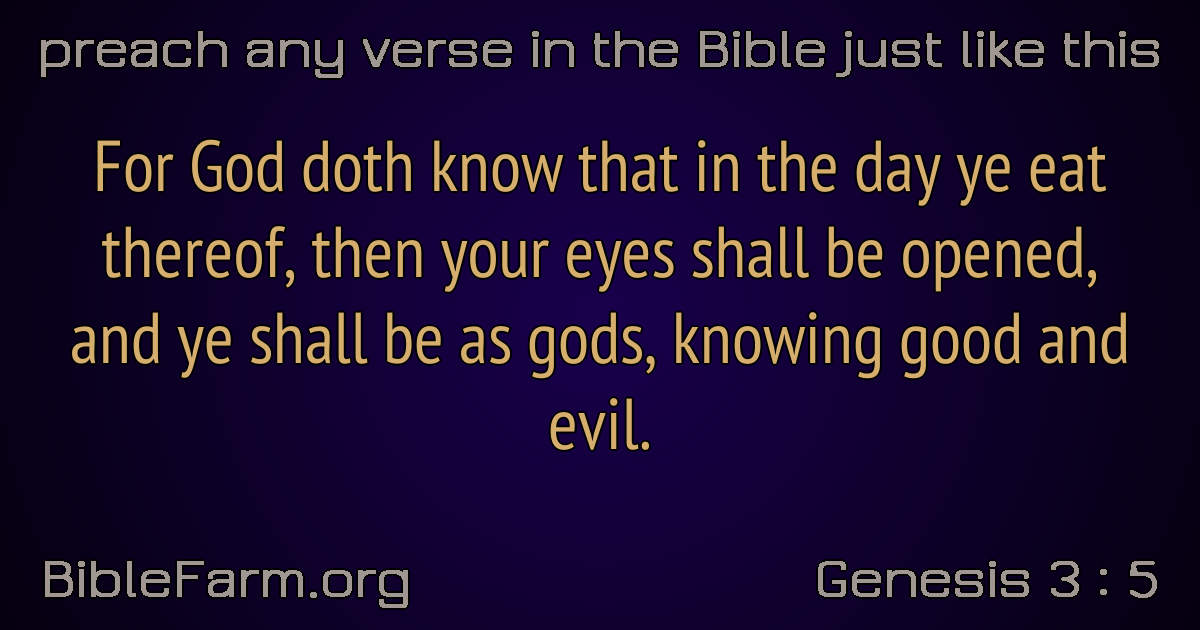 preach any verse in the Bible just like this
For God doth know that in the day ye eat
thereof, then your eyes shall be opened,
and ye shall be as gods, knowing good and
evil.
BibleFarm.org
Genesis 3 : 5